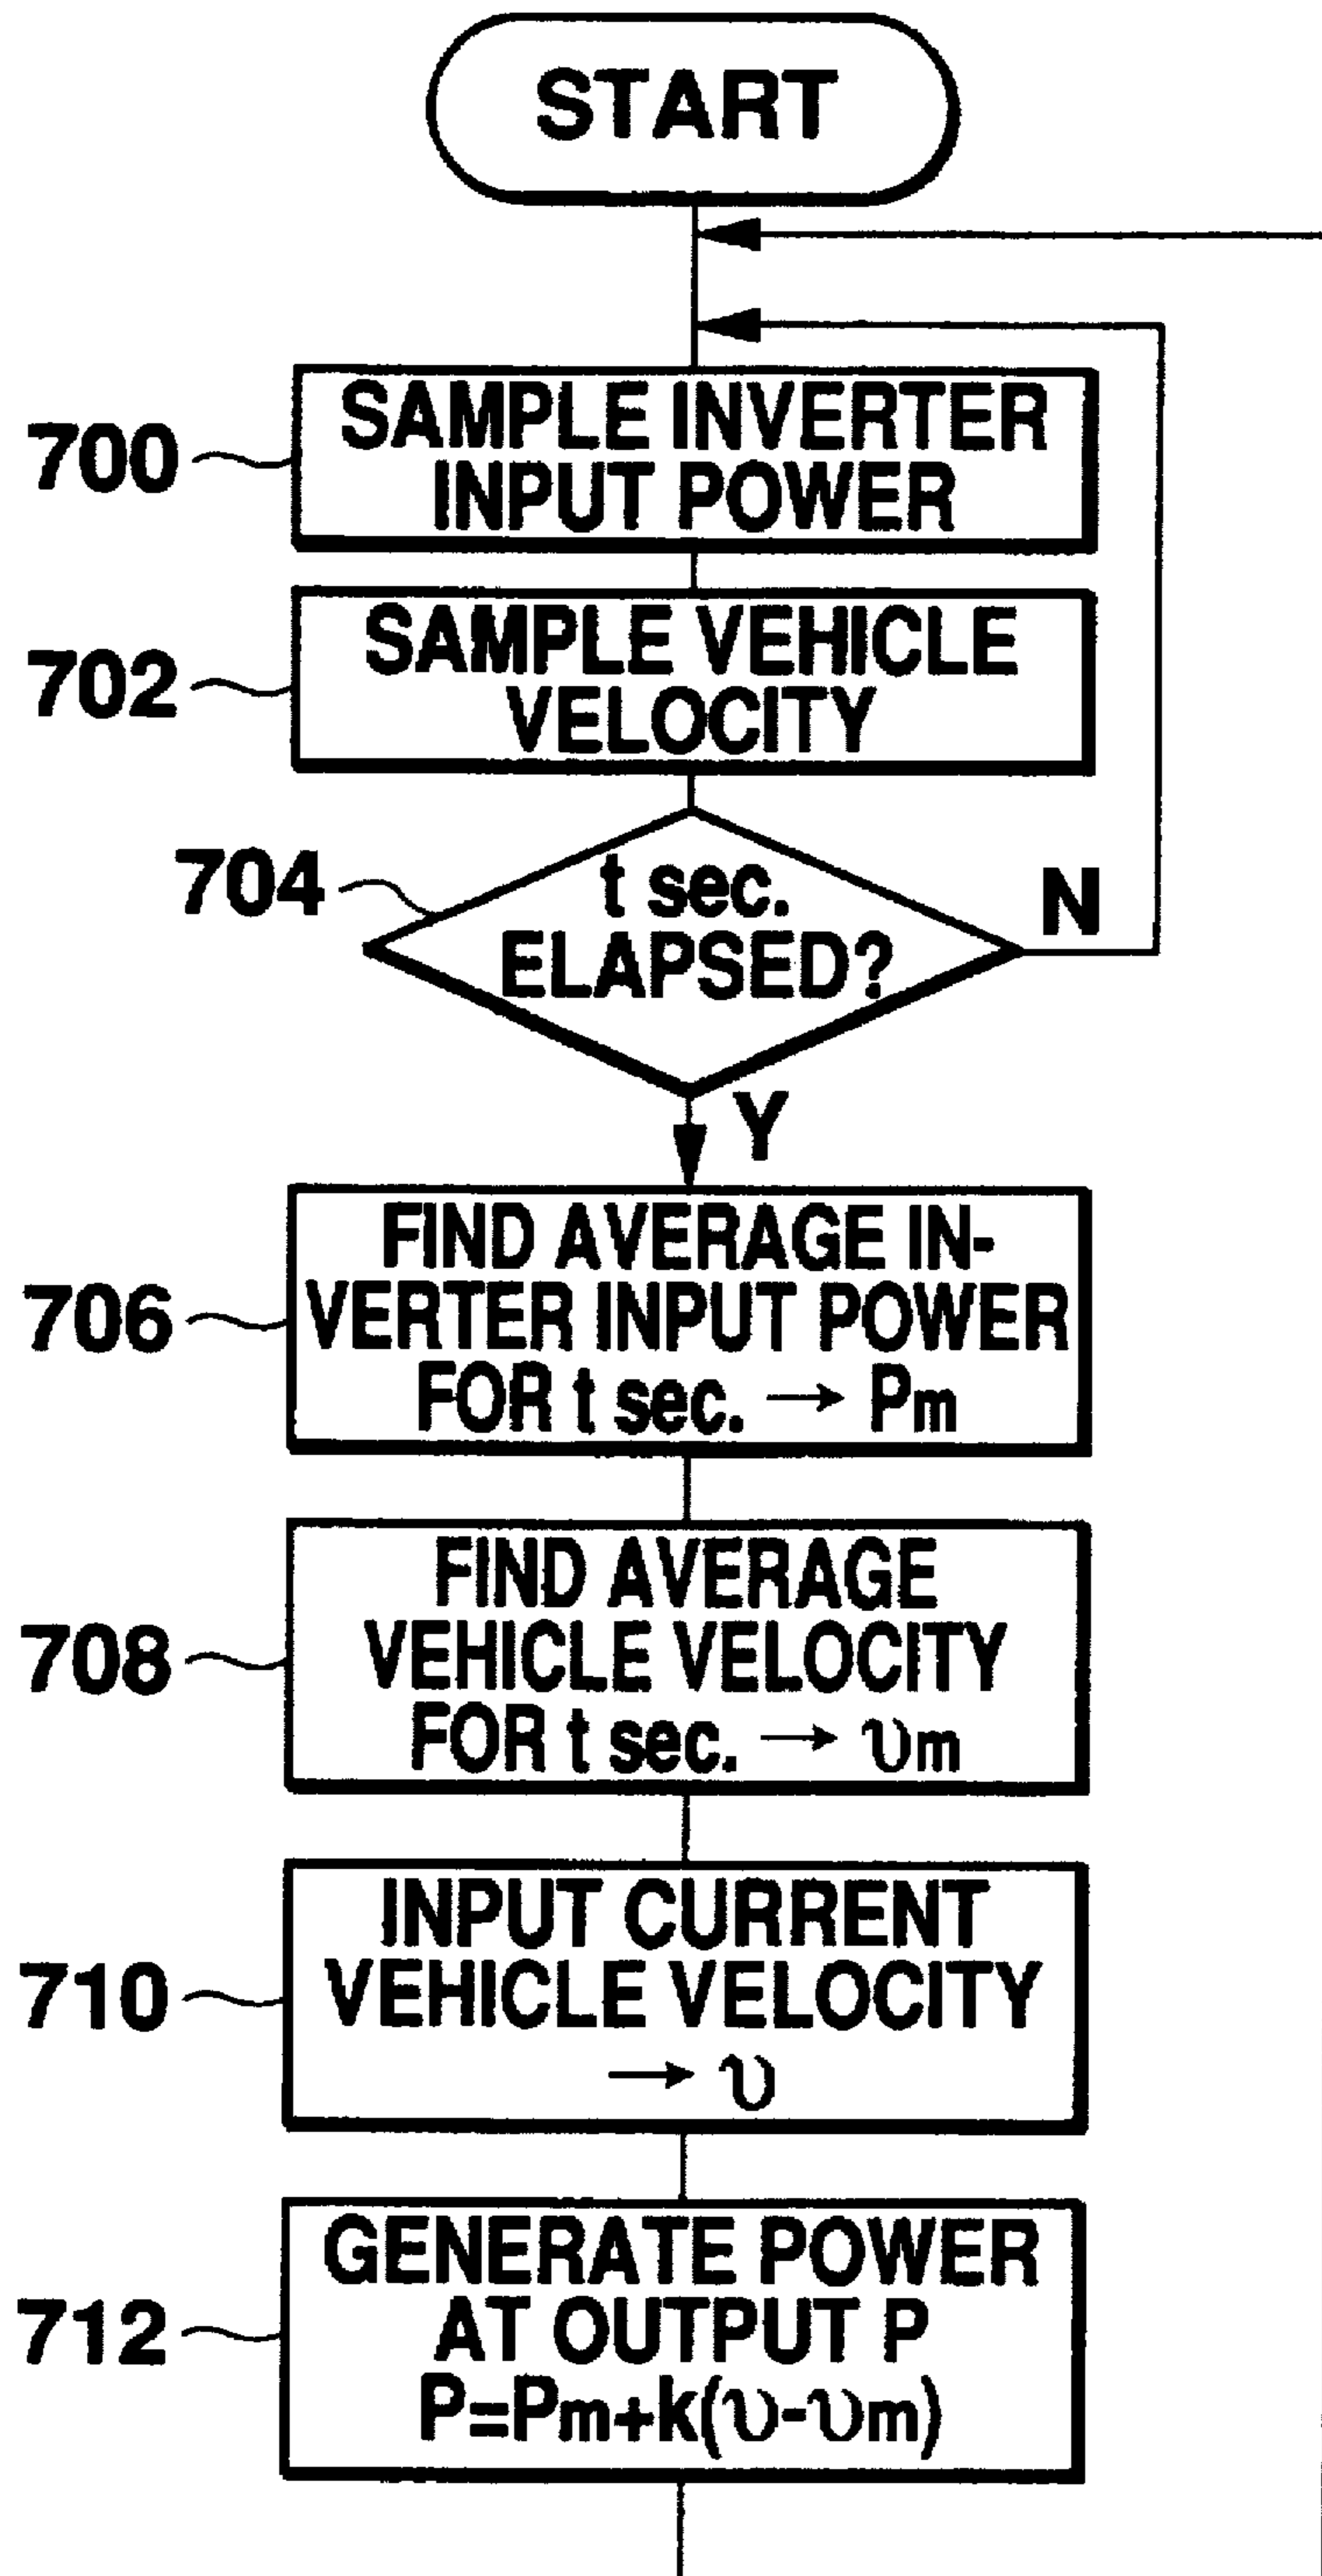 START
700
SAMPLE INVERTER
INPUT POWER
702
SAMPLE VEHICLE
VELOCITY
704
t sec.
ELAPSED?
N
Y
706
FIND AVERAGE IN-
VERTER INPUT POWER
FOR t sec. → Pm
708
FIND AVERAGE
VEHICLE VELOCITY
FOR t sec. → υm
710
INPUT CURRENT
VEHICLE VELOCITY
→ υ
712
GENERATE POWER
AT OUTPUT P
P=Pm+k(υ-υm)